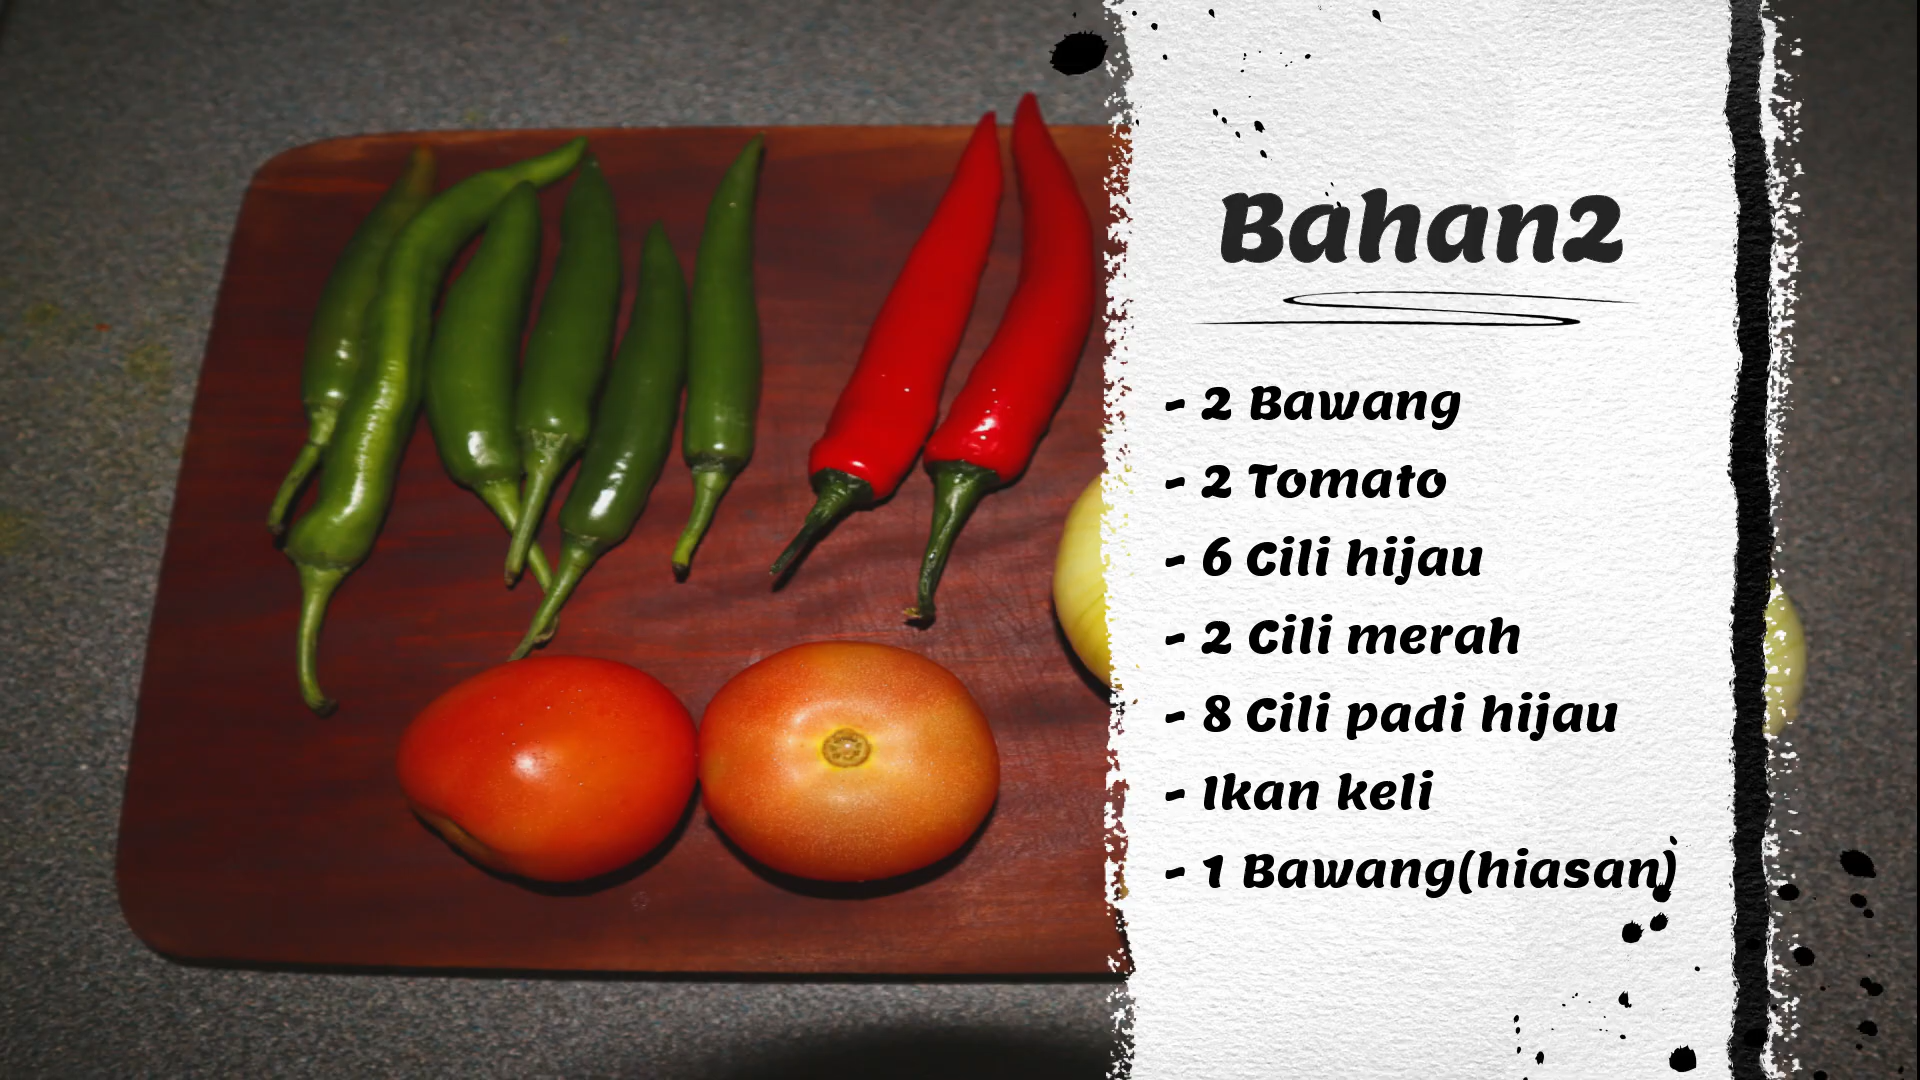 Bahan2
- 2 Bawang
- 2 Tomato
- 6 Cili hijau
- 2 Cili merah
- 8 Cili padi hijau
- Ikan keli
- 1 Bawang(hiasan)